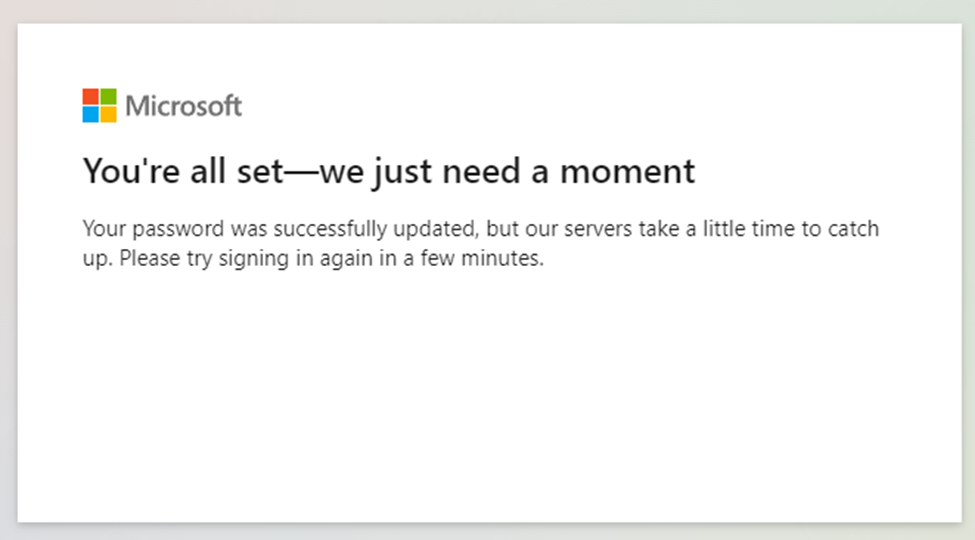 Microsoft
You're all set—we just need a moment
Your password was successfully updated, but our servers take a little time to catch
up. Please try signing in again in a few minutes.